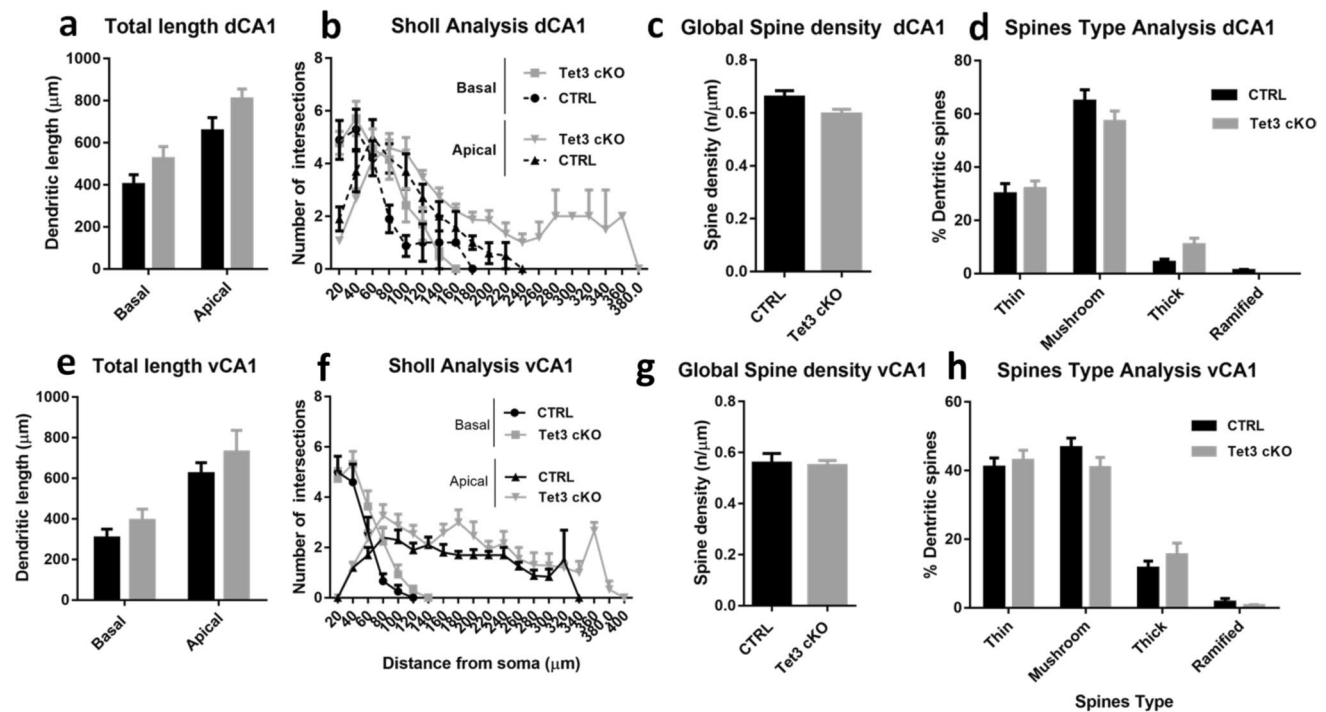 a Total length dCA1
Dendritic length (μm)
1000
800
600
400
200
0
Basal
Apical
b Sholl Analysis dCA1
Number of intersections
8
6
4
2
0
Basal
Tet3 cKO
CTRL
Apical
Tet3 cKO
CTRL
20 40 60 80 100 120 140 160 180 200 220 240 260 280 300 320 340 360 380.0
c Global Spine density dCA1
Spine density (n/μm)
0.8
0.6
0.4
0.2
0.0
CTRL
Tet3 cKO
d Spines Type Analysis dCA1
% Dentritic spines
80
60
40
20
0
CTRL
Tet3 cKO
Thin
Mushroom
Thick
Ramified
e Total length vCA1
Dendritic length (μm)
1000
800
600
400
200
0
Basal
Apical
f Sholl Analysis vCA1
Number of intersections
8
6
4
2
0
Basal
CTRL
Tet3 cKO
Apical
CTRL
Tet3 cKO
20 40 60 80 100 120 140 160 180 200 220 240 260 280 300 320 340 360 380.0 400
Distance from soma (μm)
g Global Spine density vCA1
Spine density (n/μm)
0.8
0.6
0.4
0.2
0.0
CTRL
Tet3 cKO
h Spines Type Analysis vCA1
% Dentritic spines
60
40
20
0
CTRL
Tet3 cKO
Thin
Mushroom
Thick
Ramified
Spines Type